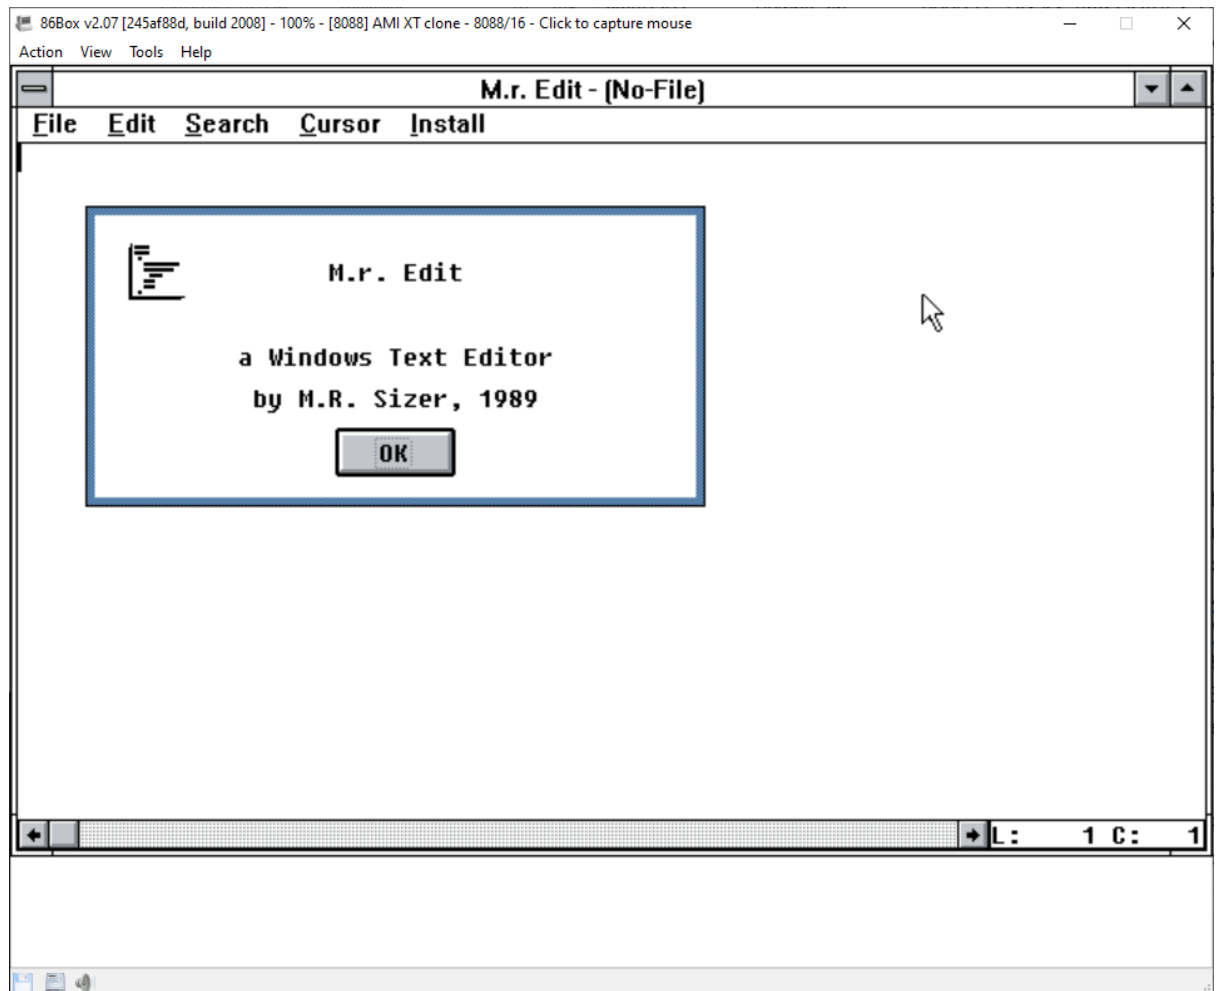 86Box v2.07 [245af88d, build 2008] - 100% - [8088] AMI XT clone - 8088/16 - Click to capture mouse
Action View Tools Help
M.r. Edit - (No-File)
File Edit Search Cursor Install
M.r. Edit
a Windows Text Editor
by M.R. Sizer, 1989
OK
L: 1 C: 1